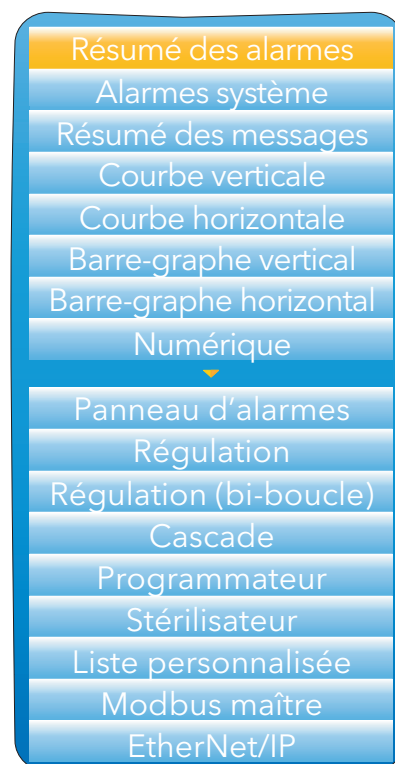 Résumé des alarmes
Alarmes système
Résumé des messages
Courbe verticale
Courbe horizontale
Barre-graphe vertical
Barre-graphe horizontal
Numérique
Panneau d’alarmes
Régulation
Régulation (bi-boucle)
Cascade
Programmateur
Stérilisateur
Liste personnalisée
Modbus maître
EtherNet/IP